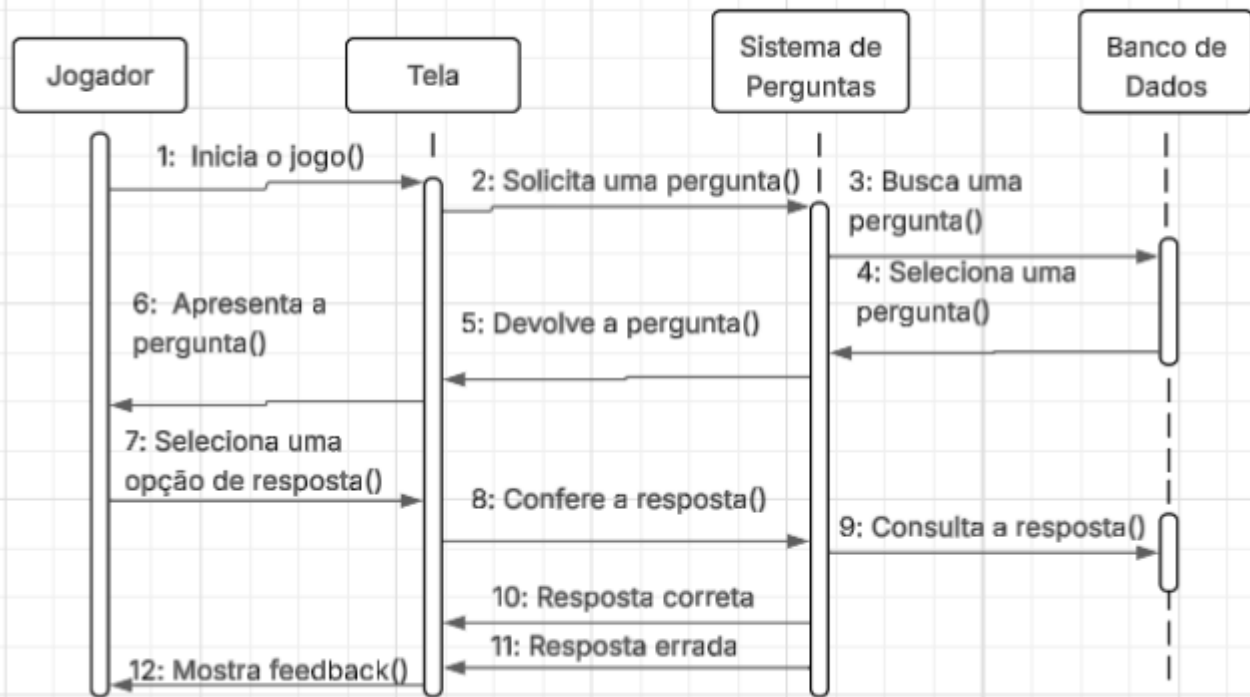 Jogador
Tela
Sistema de
Perguntas
Banco de
Dados
1: Inicia o jogo()
2: Solicita uma pergunta()
3: Busca uma
pergunta()
4: Seleciona uma
pergunta()
5: Devolve a pergunta()
6: Apresenta a
pergunta()
7: Seleciona uma
opção de resposta()
8: Confere a resposta()
9: Consulta a resposta()
10: Resposta correta
11: Resposta errada
12: Mostra feedback()